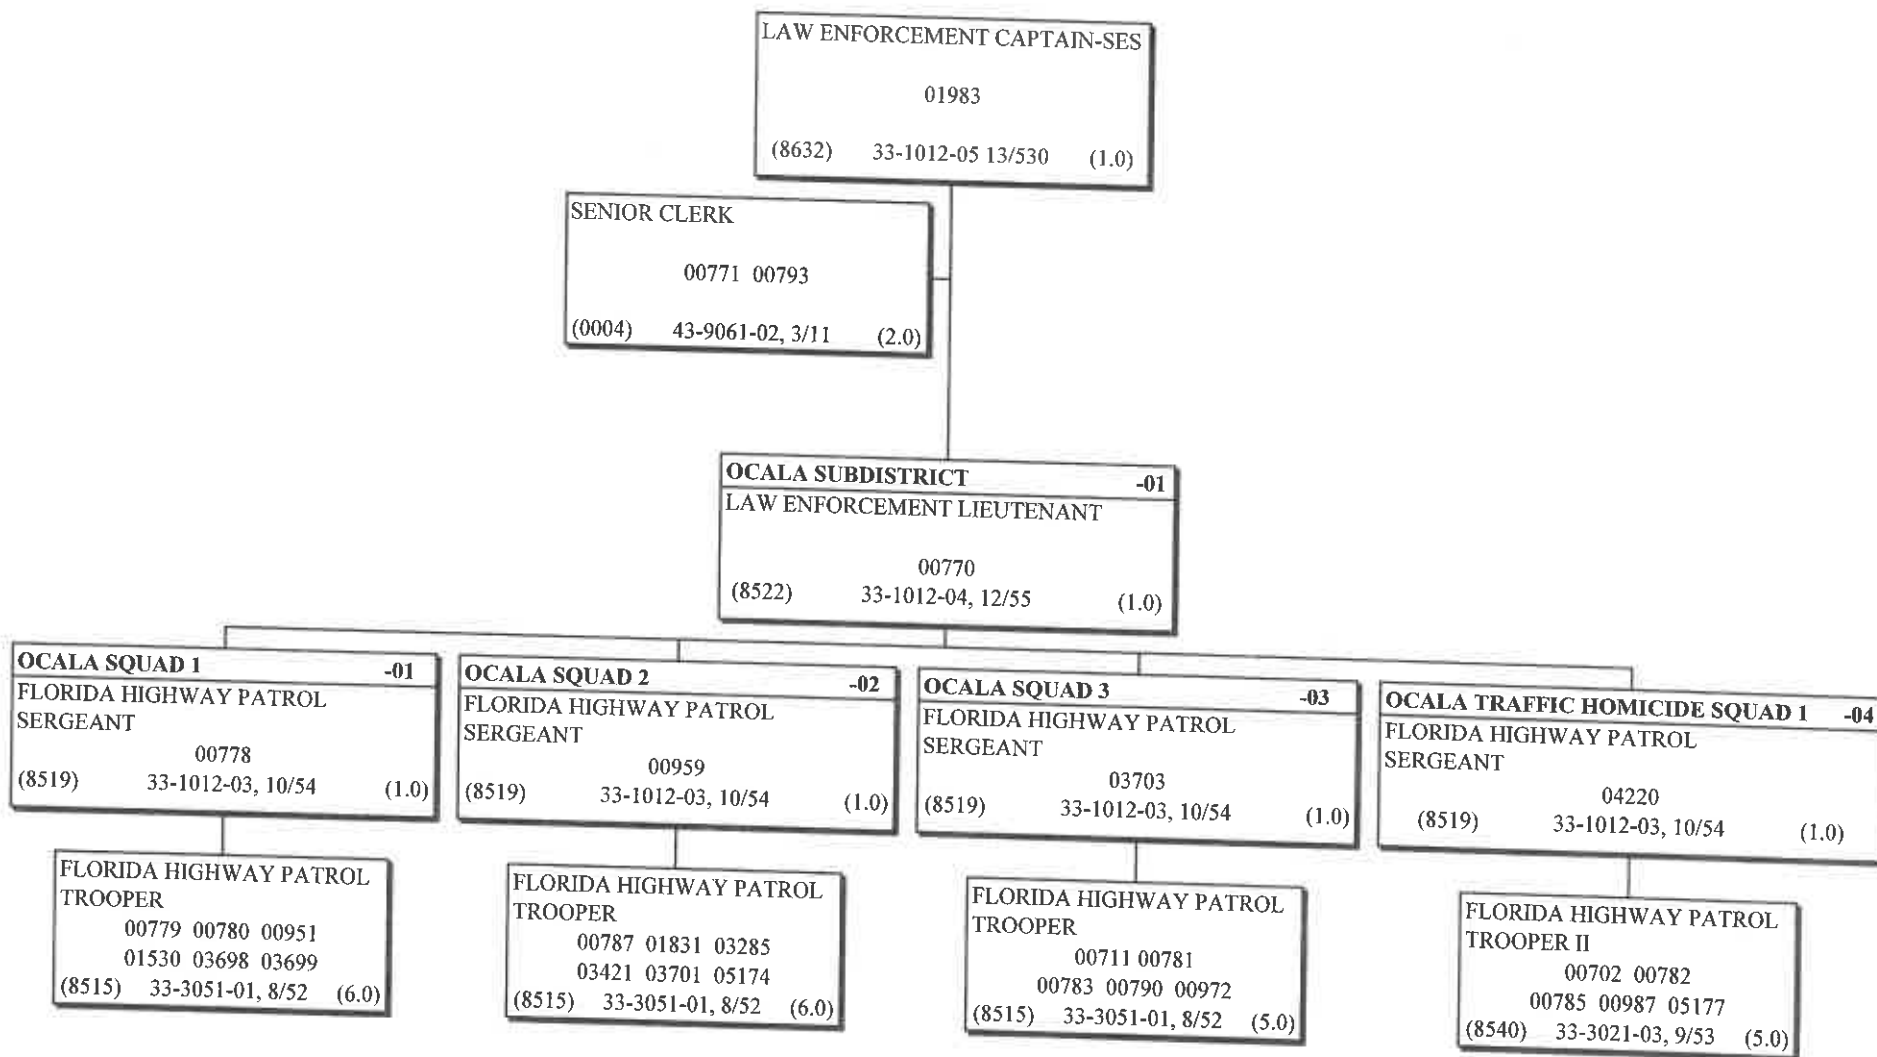 LAW ENFORCEMENT CAPTAIN-SES
01983
(8632) 33-1012-05 13/530 (1.0)
SENIOR CLERK
00771 00793
(0004) 43-9061-02, 3/11 (2.0)
OCALA SUBDISTRICT -01
LAW ENFORCEMENT LIEUTENANT
00770
(8522) 33-1012-04, 12/55 (1.0)
OCALA SQUAD 1 -01
FLORIDA HIGHWAY PATROL
SERGEANT
00778
(8519) 33-1012-03, 10/54 (1.0)
FLORIDA HIGHWAY PATROL
TROOPER
00779 00780 00951
01530 03698 03699
(8515) 33-3051-01, 8/52 (6.0)
OCALA SQUAD 2 -02
FLORIDA HIGHWAY PATROL
SERGEANT
00959
(8519) 33-1012-03, 10/54 (1.0)
FLORIDA HIGHWAY PATROL
TROOPER
00787 01831 03285
03421 03701 05174
(8515) 33-3051-01, 8/52 (6.0)
OCALA SQUAD 3 -03
FLORIDA HIGHWAY PATROL
SERGEANT
03703
(8519) 33-1012-03, 10/54 (1.0)
FLORIDA HIGHWAY PATROL
TROOPER
00711 00781
00783 00790 00972
(8515) 33-3051-01, 8/52 (5.0)
OCALA TRAFFIC HOMICIDE SQUAD 1 -04
FLORIDA HIGHWAY PATROL
SERGEANT
04220
(8519) 33-1012-03, 10/54 (1.0)
FLORIDA HIGHWAY PATROL
TROOPER II
00702 00782
00785 00987 05177
(8540) 33-3021-03, 9/53 (5.0)